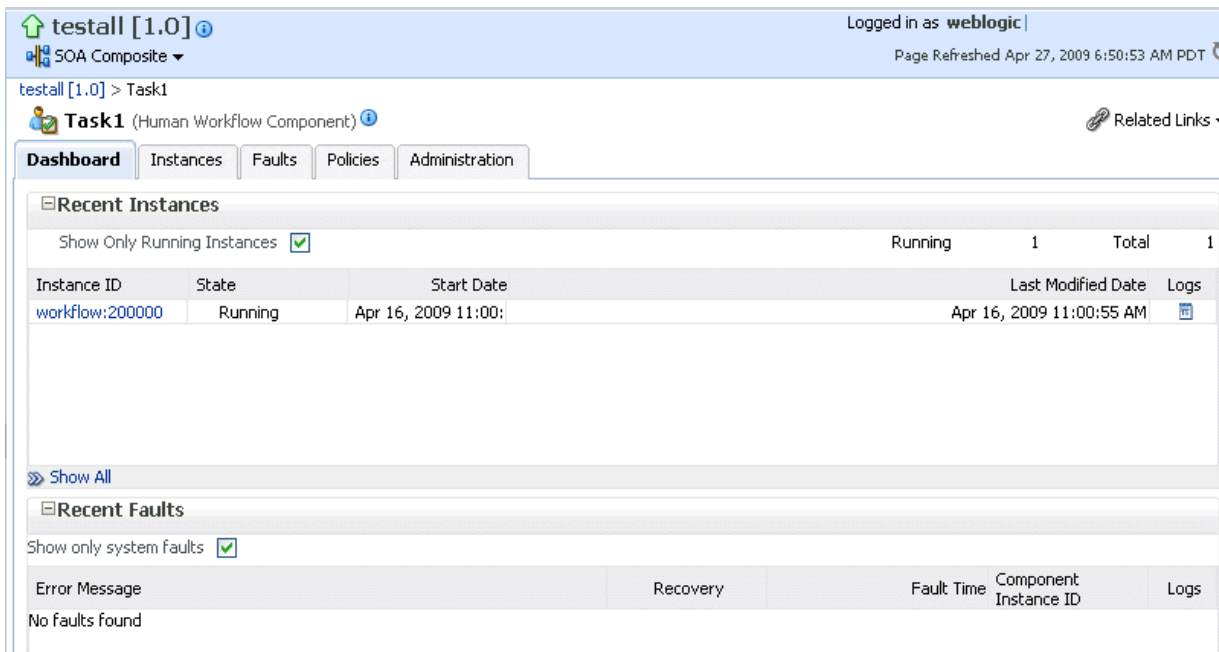 testall [1.0] Logged in as weblogic
SOA Composite Page Refreshed Apr 27, 2009 6:50:53 AM PDT
testall [1.0] > Task1
Task1 (Human Workflow Component) Related Links
Dashboard Instances Faults Policies Administration
Recent Instances
Show Only Running Instances Running 1 Total 1
Instance ID State Start Date Last Modified Date Logs
workflow:200000 Running Apr 16, 2009 11:00: Apr 16, 2009 11:00:55 AM
Show All
Recent Faults
Show only system faults
Error Message Recovery Fault Time Component Instance ID Logs
No faults found